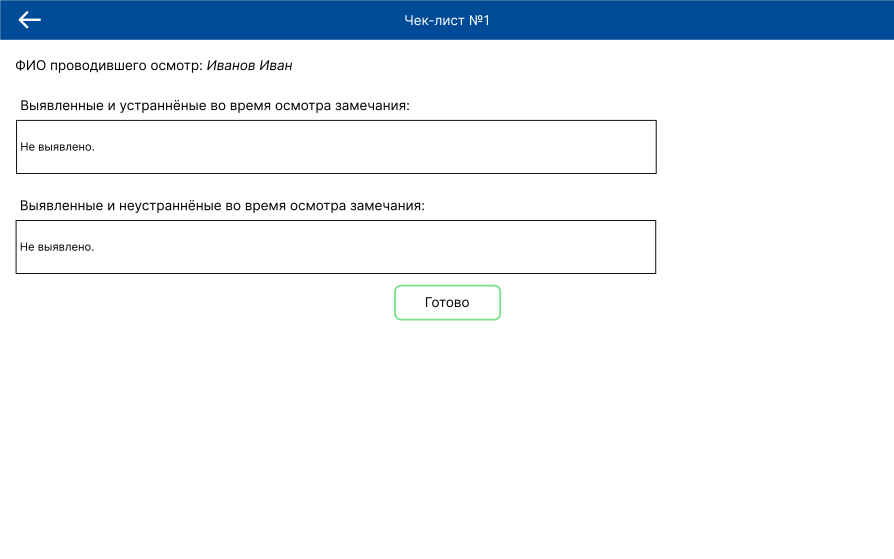 Чек-лист №1
ФИО проводившего осмотр: Иванов Иван
Выявленные и устраннёные во время осмотра замечания:
Не выявлено.
Выявленные и неустраннёные во время осмотра замечания:
Не выявлено.
Готово